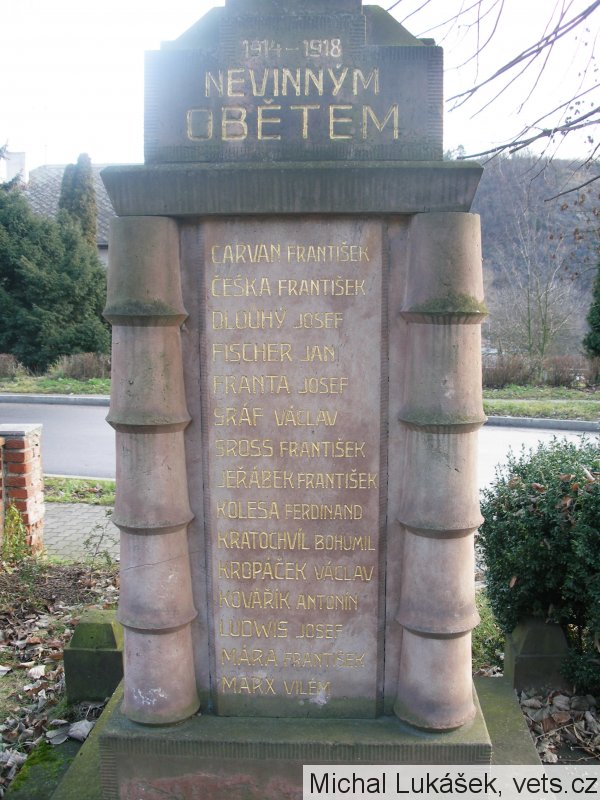 1914-1918
NEVINNÝM
OBĚTEM
CARVAN FRANTIŠEK
ČEŠKA FRANTIŠEK
DLOUHÝ JOSEF
FISCHER JAN
FRANTA JOSEF
GRÁF VÁCLAV
GROSS FRANTIŠEK
JEŘÁBEK FRANTIŠEK
KOLESA FERDINAND
KRATOCHVÍL BOHUMIL
KROPÁČEK VÁCLAV
KOVAŘÍK ANTONÍN
LUDWIS JOSEF
MÁRA FRANTIŠEK
MARX VILÉM
Michal Lukášek, vets.cz